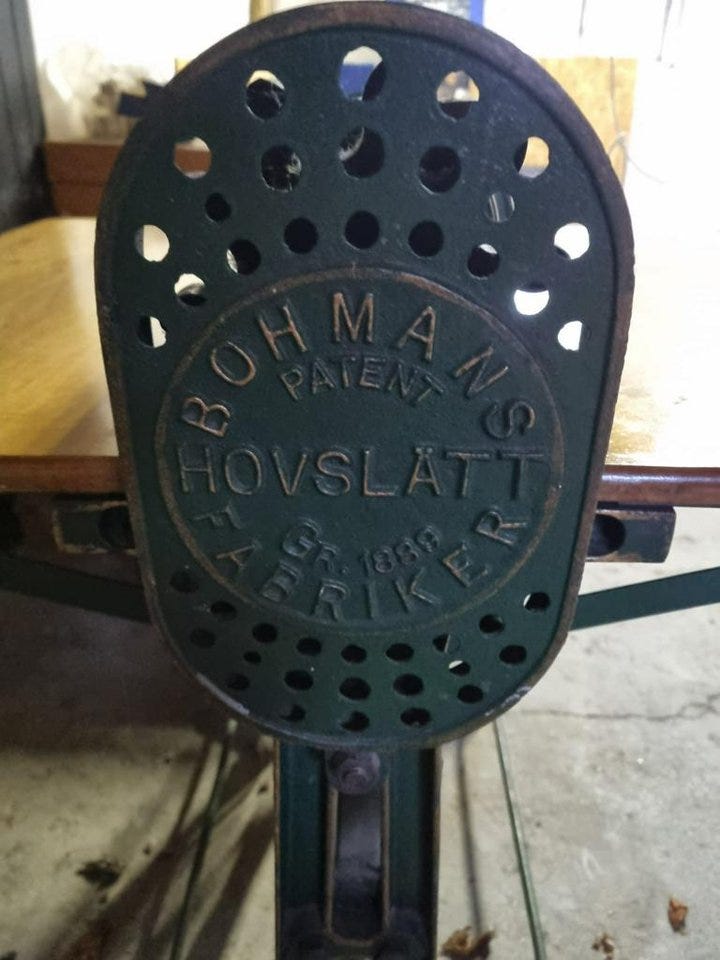 BOHMANS
PATENT
HOVSLÄTT
GR. 1889
FABRIKER